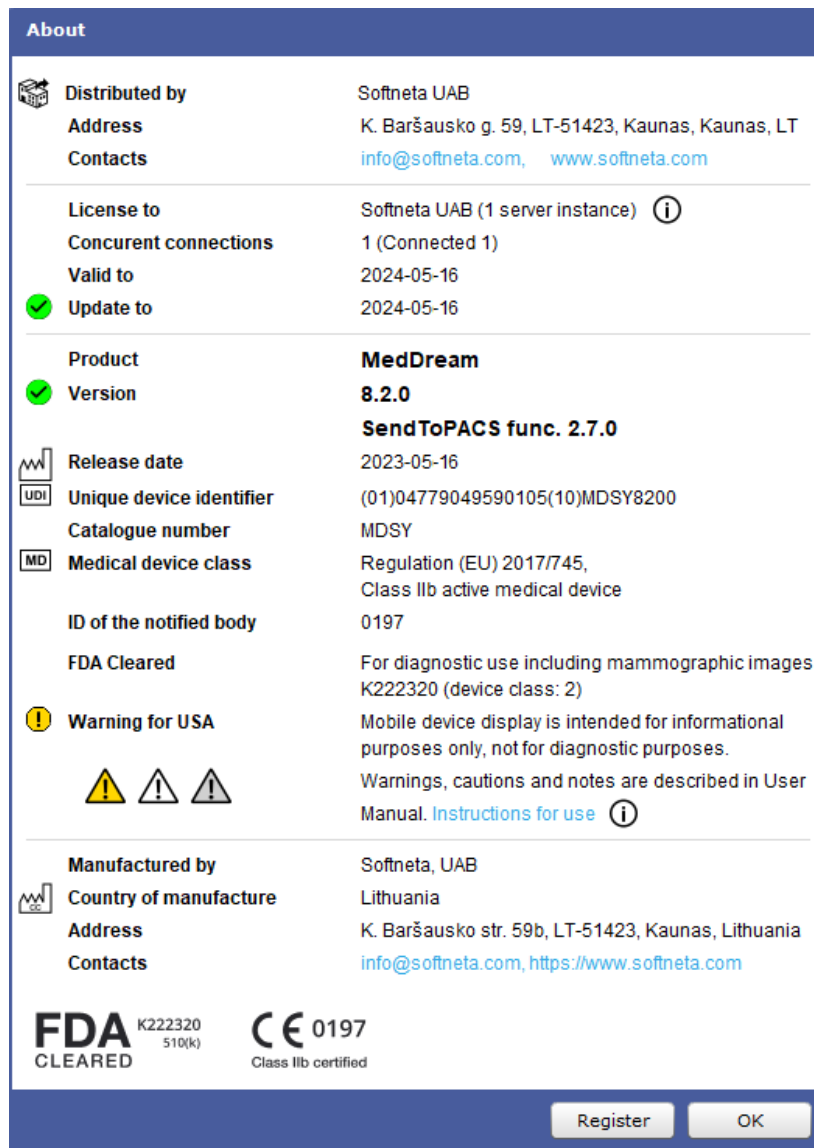 About
Distributed by Softneta UAB
Address K. Baršausko g. 59, LT-51423, Kaunas, Kaunas, LT
Contacts info@softneta.com, www.softneta.com
License to Softneta UAB (1 server instance) i
Concurent connections 1 (Connected 1)
Valid to 2024-05-16
Update to 2024-05-16
Product MedDream
Version 8.2.0
SendToPACS func. 2.7.0
Release date 2023-05-16
UDI Unique device identifier (01)04779049590105(10)MDSY8200
Catalogue number MDSY
MD Medical device class Regulation (EU) 2017/745,
Class IIb active medical device
ID of the notified body 0197
FDA Cleared For diagnostic use including mammographic images
K222320 (device class: 2)
Warning for USA Mobile device display is intended for informational
purposes only, not for diagnostic purposes.
Warnings, cautions and notes are described in User
Manual. Instructions for use i
Manufactured by Softneta, UAB
CC Country of manufacture Lithuania
Address K. Baršausko str. 59b, LT-51423, Kaunas, Lithuania
Contacts info@softneta.com, https://www.softneta.com
FDA K222320 CE 0197
510(k)
CLEARED Class IIb certified
Register OK